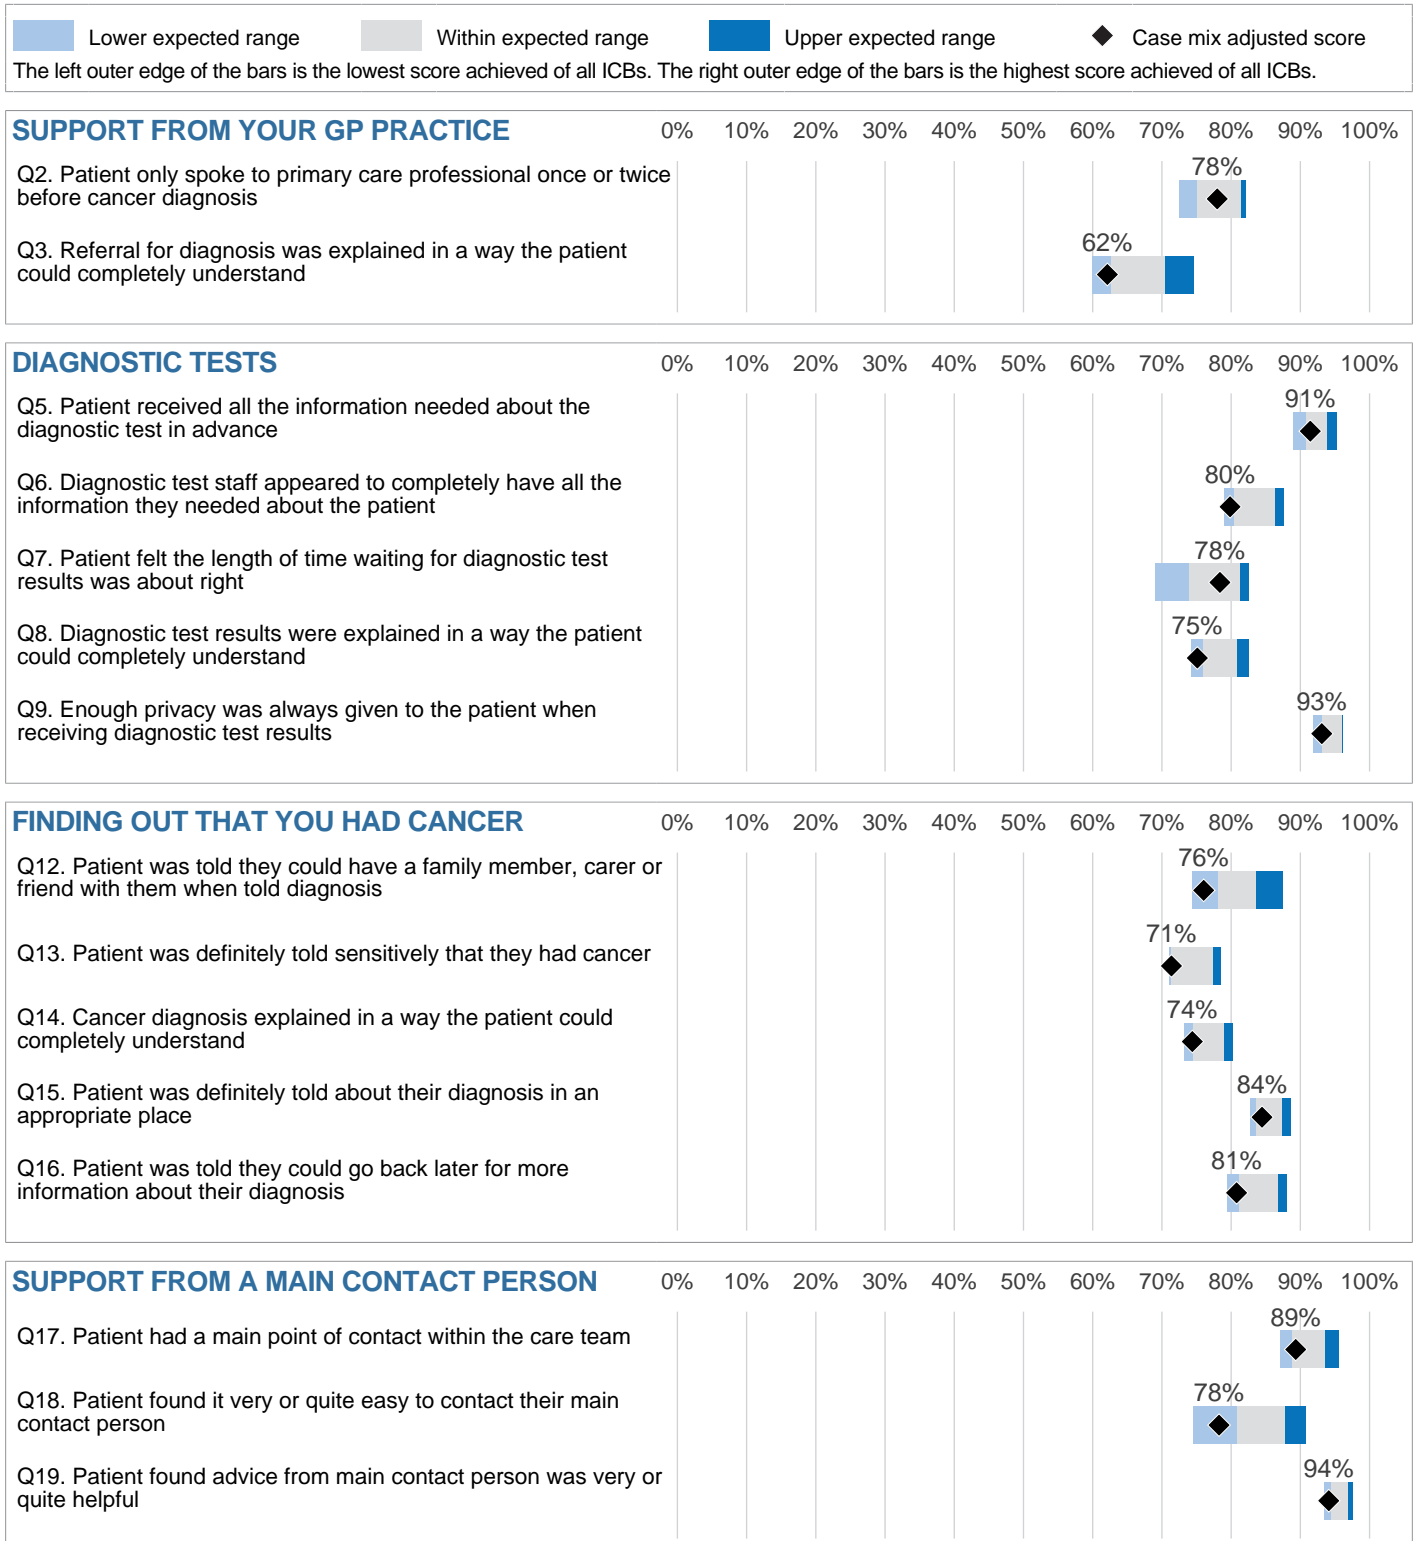 Lower expected range Within expected range Upper expected range Case mix adjusted score
The left outer edge of the bars is the lowest score achieved of all ICBs. The right outer edge of the bars is the highest score achieved of all ICBs.
SUPPORT FROM YOUR GP PRACTICE 0% 10% 20% 30% 40% 50% 60% 70% 80% 90% 100%
78%
Q2. Patient only spoke to primary care professional once or twice
before cancer diagnosis
62%
Q3. Referral for diagnosis was explained in a way the patient
could completely understand
DIAGNOSTIC TESTS 0% 10% 20% 30% 40% 50% 60% 70% 80% 90% 100%
91%
Q5. Patient received all the information needed about the
diagnostic test in advance
80%
Q6. Diagnostic test staff appeared to completely have all the
information they needed about the patient
78%
Q7. Patient felt the length of time waiting for diagnostic test
results was about right
75%
Q8. Diagnostic test results were explained in a way the patient
could completely understand
93%
Q9. Enough privacy was always given to the patient when
receiving diagnostic test results
FINDING OUT THAT YOU HAD CANCER 0% 10% 20% 30% 40% 50% 60% 70% 80% 90% 100%
76%
Q12. Patient was told they could have a family member, carer or
friend with them when told diagnosis
71%
Q13. Patient was definitely told sensitively that they had cancer
74%
Q14. Cancer diagnosis explained in a way the patient could
completely understand
84%
Q15. Patient was definitely told about their diagnosis in an
appropriate place
81%
Q16. Patient was told they could go back later for more
information about their diagnosis
SUPPORT FROM A MAIN CONTACT PERSON 0% 10% 20% 30% 40% 50% 60% 70% 80% 90% 100%
89%
Q17. Patient had a main point of contact within the care team
78%
Q18. Patient found it very or quite easy to contact their main
contact person
94%
Q19. Patient found advice from main contact person was very or
quite helpful